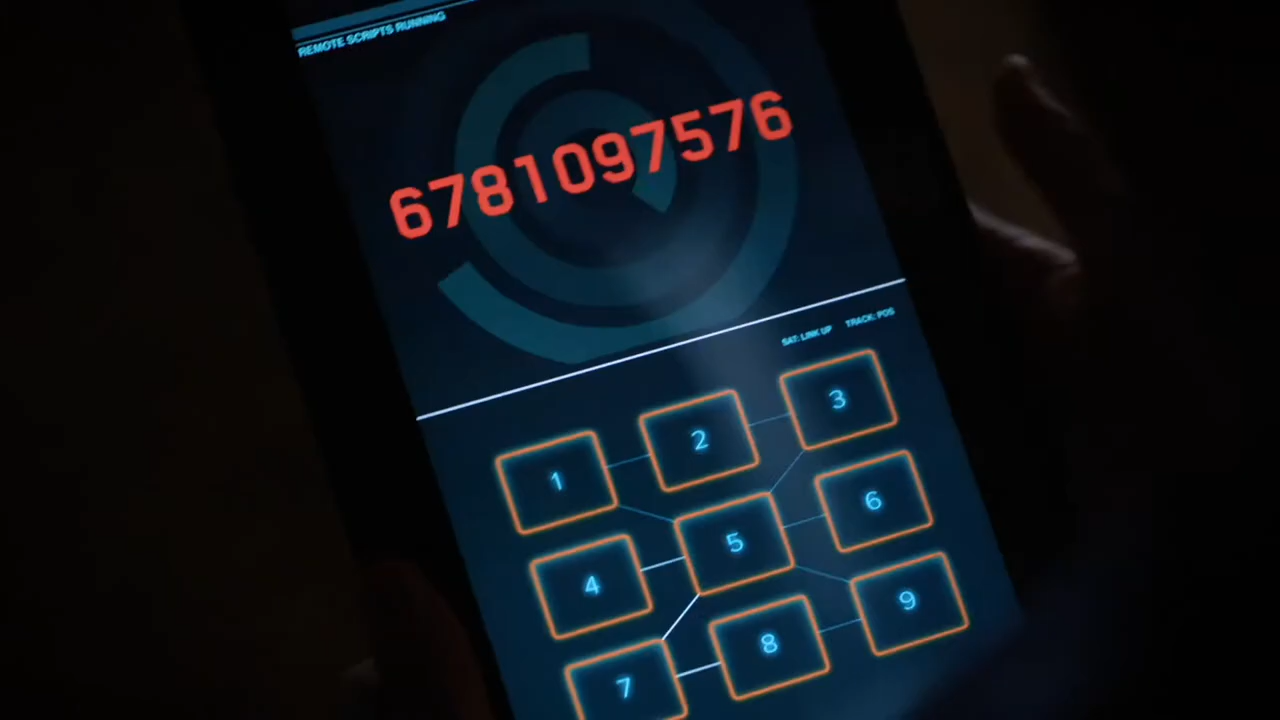 REMOTE SCRIPTS RUNNING
6781097576
SAT: LINK UP TRACK: POS
1 2 3
4 5 6
7 8 9